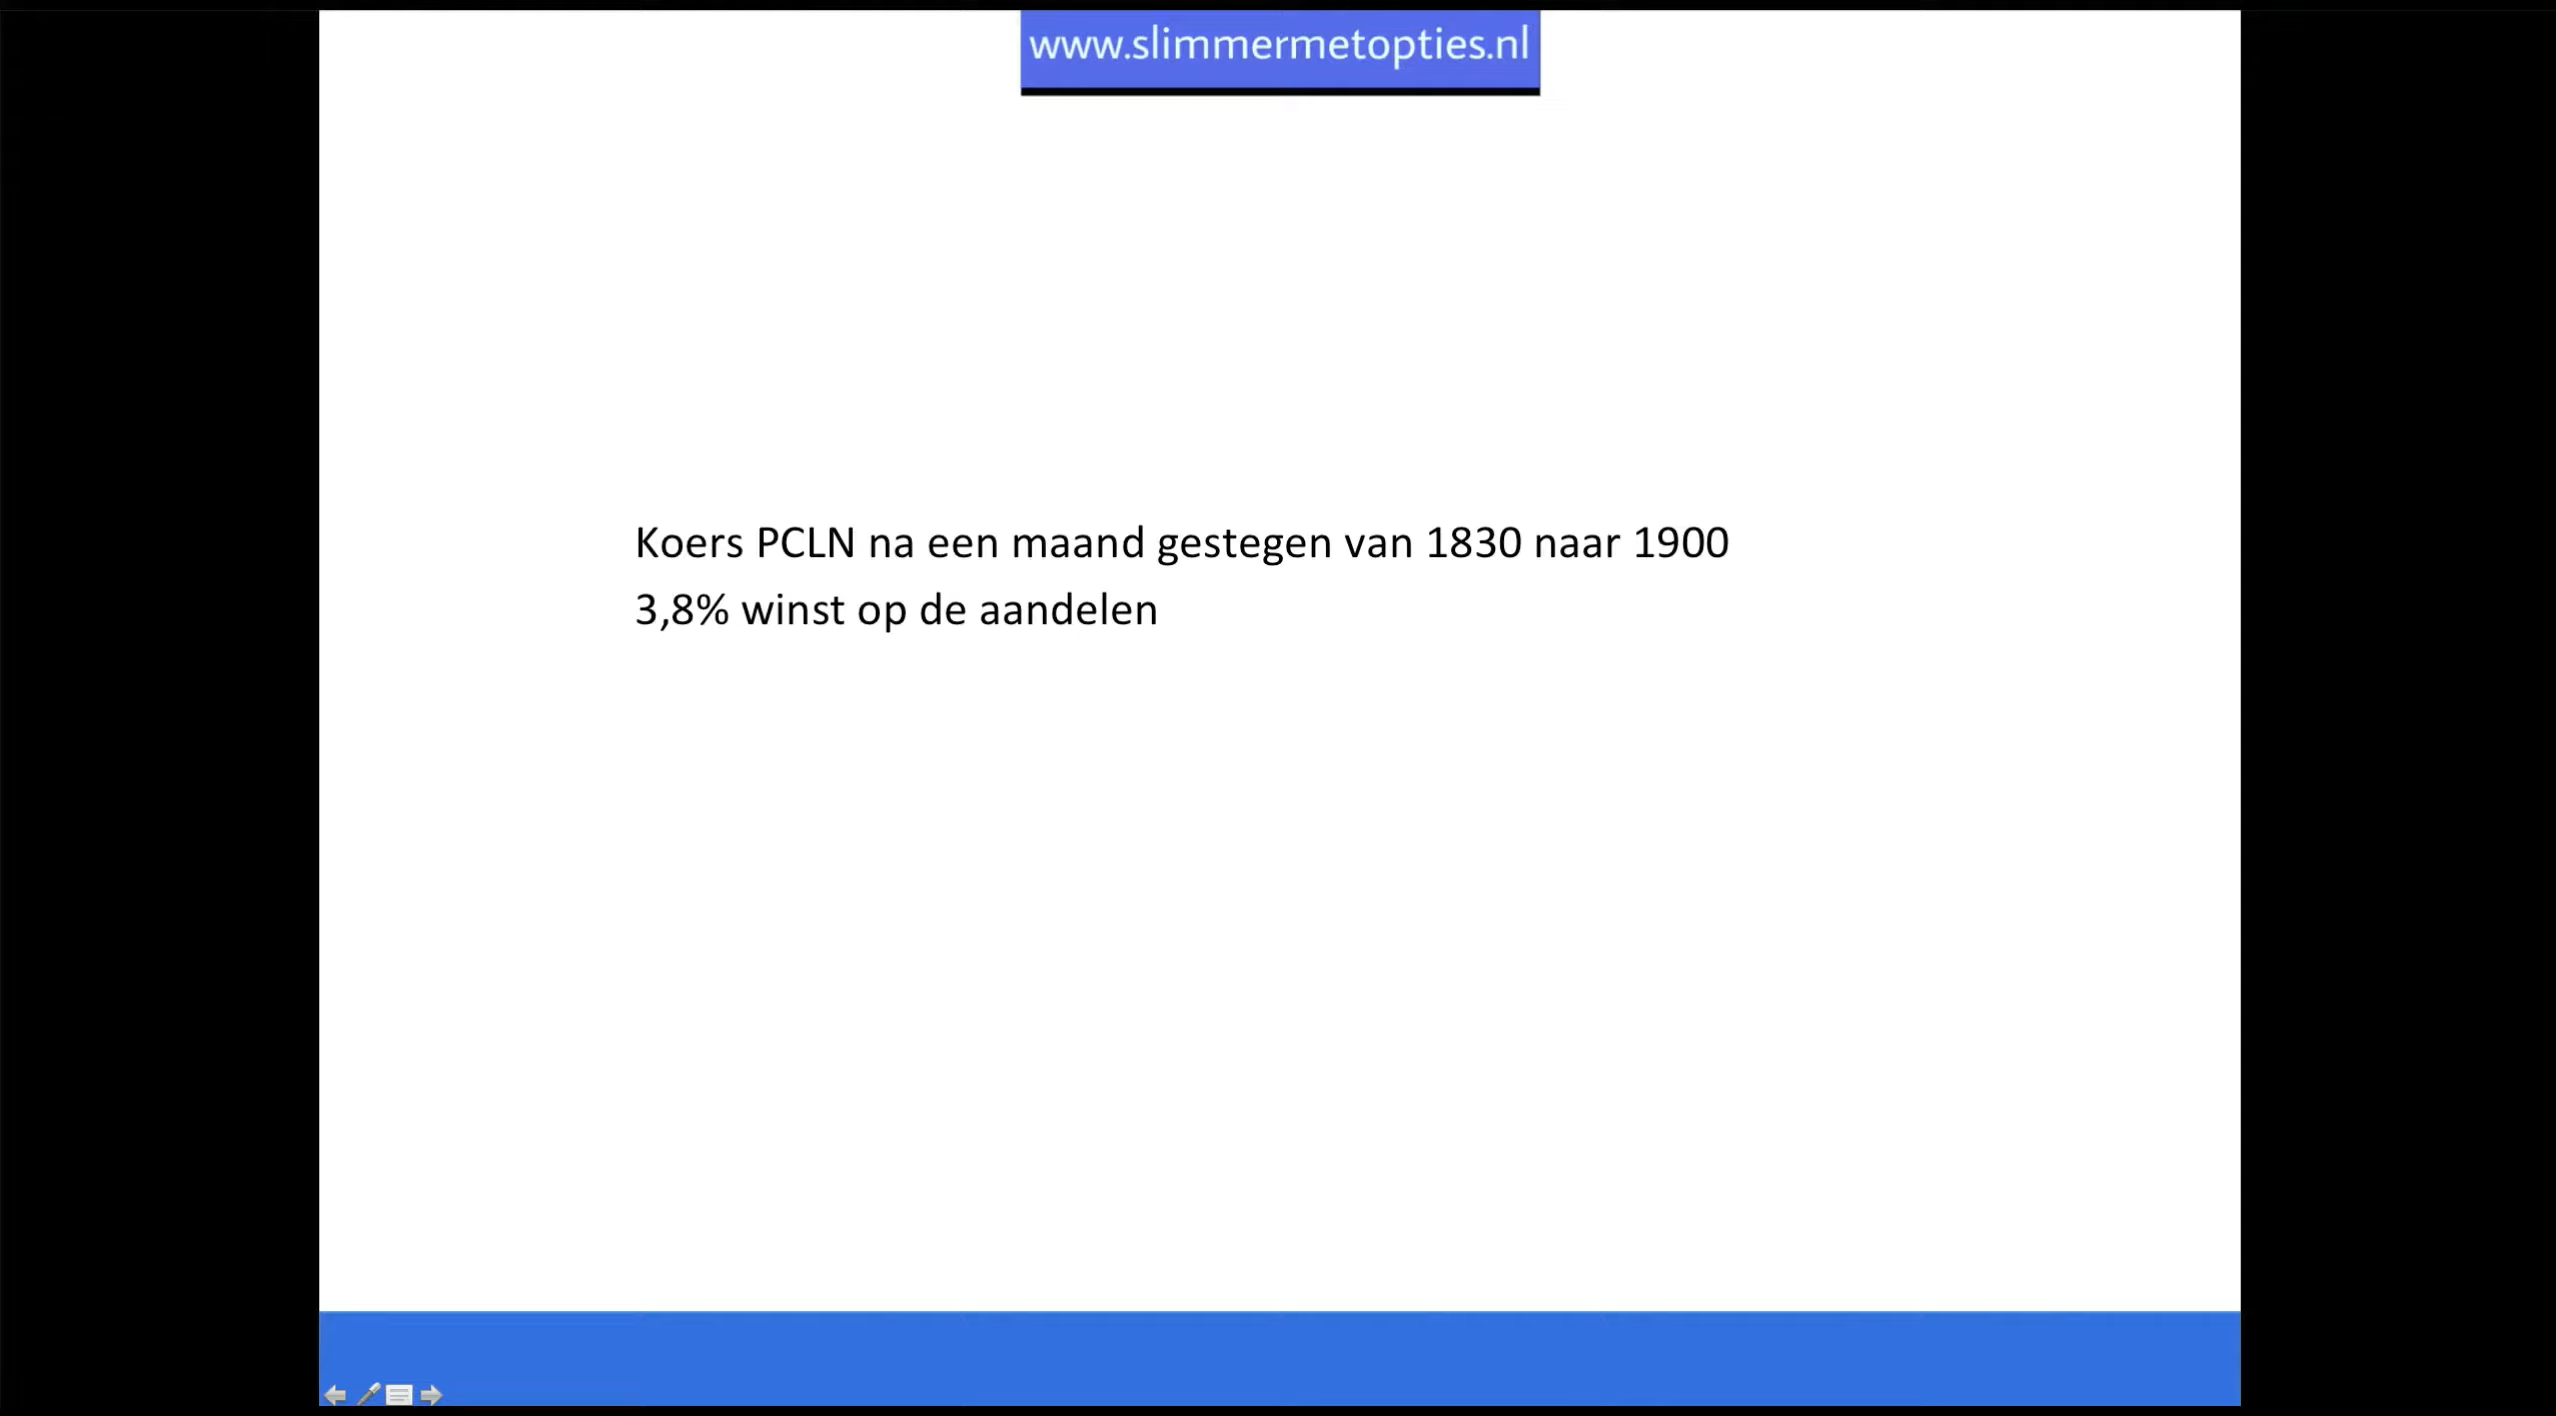 www.slimmermetopties.nl
Koers PCLN na een maand gestegen van 1830 naar 1900
3,8% winst op de aandelen